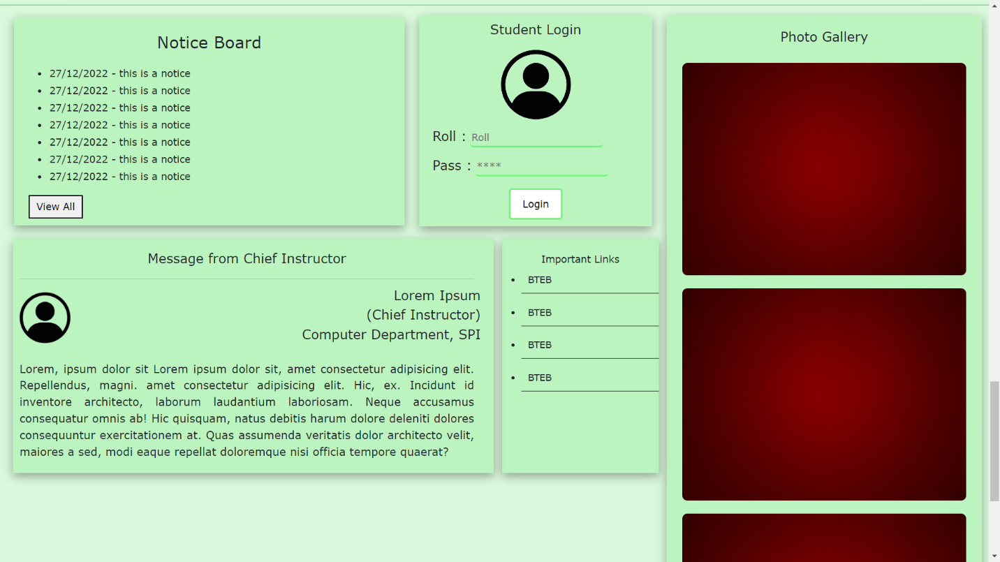 Notice Board
27/12/2022 - this is a notice
27/12/2022 - this is a notice
27/12/2022 - this is a notice
27/12/2022 - this is a notice
27/12/2022 - this is a notice
27/12/2022 - this is a notice
27/12/2022 - this is a notice
View All
Student Login
Roll : Roll
Pass : ****
Login
Photo Gallery
Message from Chief Instructor
Lorem Ipsum
(Chief Instructor)
Computer Department, SPI
Lorem, ipsum dolor sit Lorem ipsum dolor sit, amet consectetur adipisicing elit.
Repellendus, magni. amet consectetur adipisicing elit. Hic, ex. Incidunt id
inventore architecto, laborum laudantium laboriosam. Neque accusamus
consequatur omnis ab! Hic quisquam, natus debitis harum dolore deleniti dolores
consequuntur exercitationem at. Quas assumenda veritatis dolor architecto velit,
maiores a sed, modi eaque repellat doloremque nisi officia tempore quaerat?
Important Links
BTEB
BTEB
BTEB
BTEB